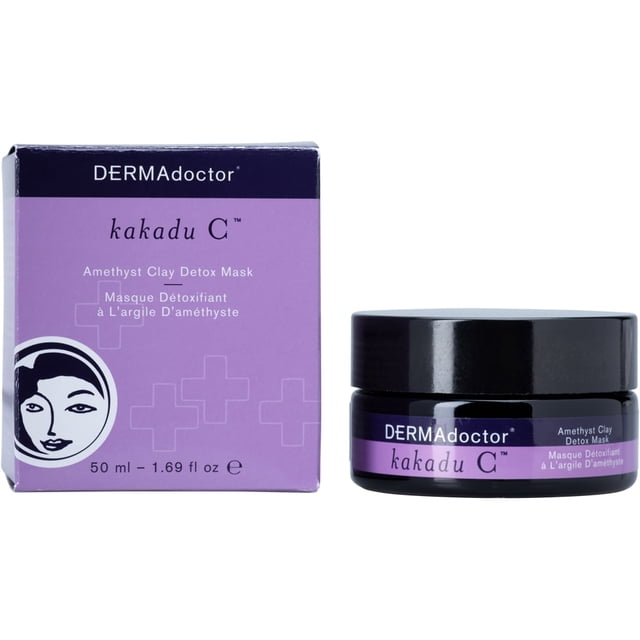 DERMAdoctor®
kakadu C™
Amethyst Clay Detox Mask
Masque Détoxifiant
à L'argile D'améthyste
50 ml – 1.69 fl oz ℮
DERMAdoctor®
kakadu C™
Amethyst Clay
Detox Mask
Masque Détoxifiant
à L'argile D'améthyste